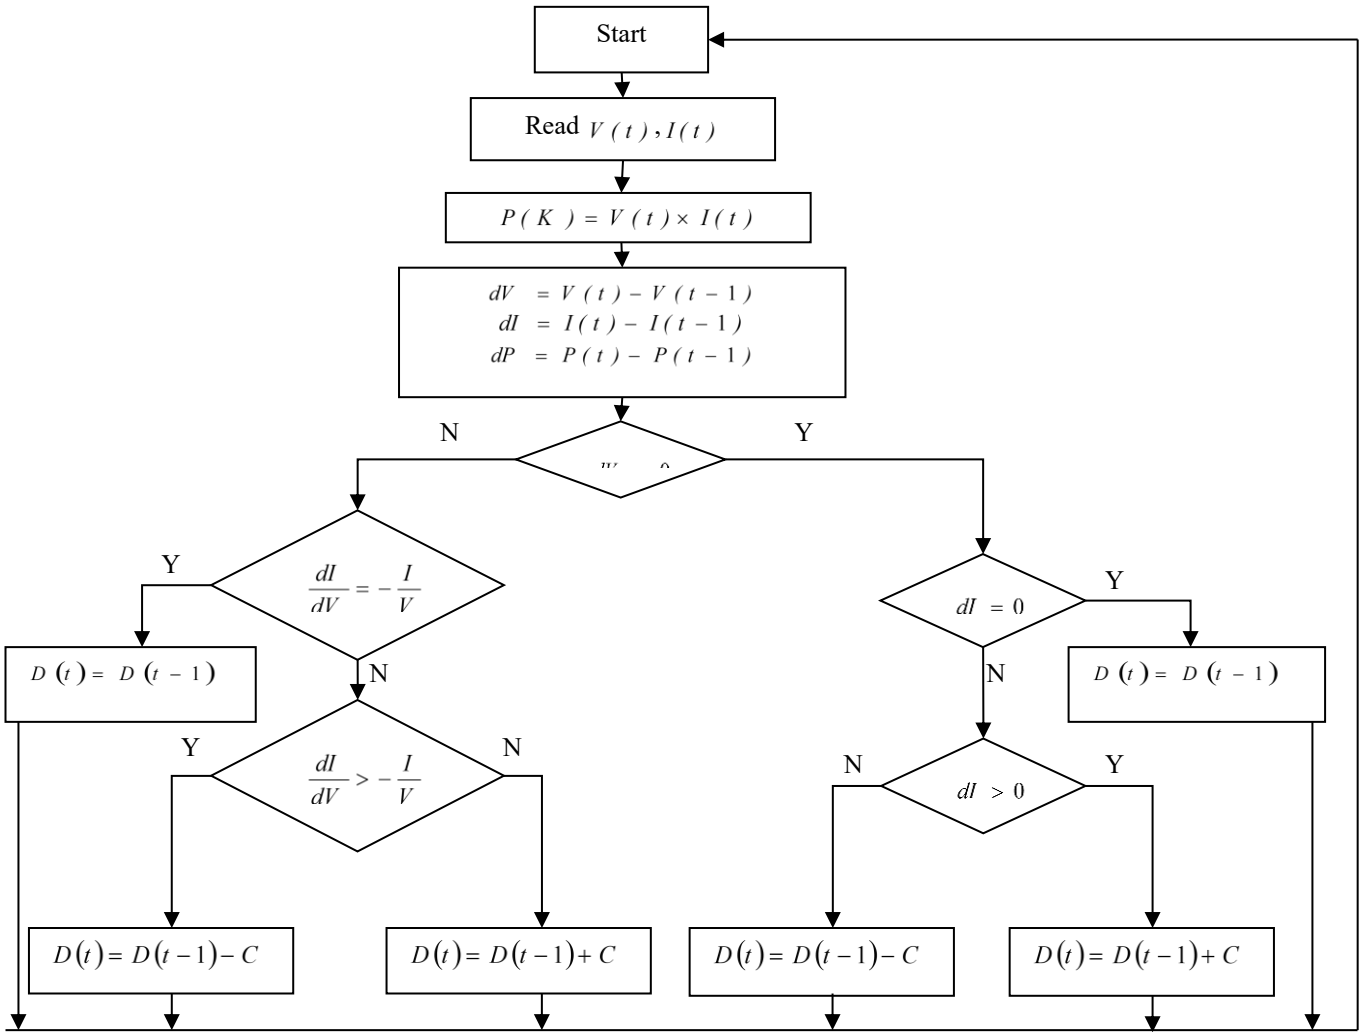 Start
Read V(t), I(t)
P(K) = V(t) × I(t)
dV = V(t) − V(t − 1)
dI = I(t) − I(t − 1)
dP = P(t) − P(t − 1)
N
Y
dI/dV = − I/V
Y
dI = 0
Y
D(t) = D(t − 1)
N
N
D(t) = D(t − 1)
Y
dI/dV > − I/V
N
N
dI > 0
Y
D(t) = D(t − 1) − C
D(t) = D(t − 1) + C
D(t) = D(t − 1) − C
D(t) = D(t − 1) + C